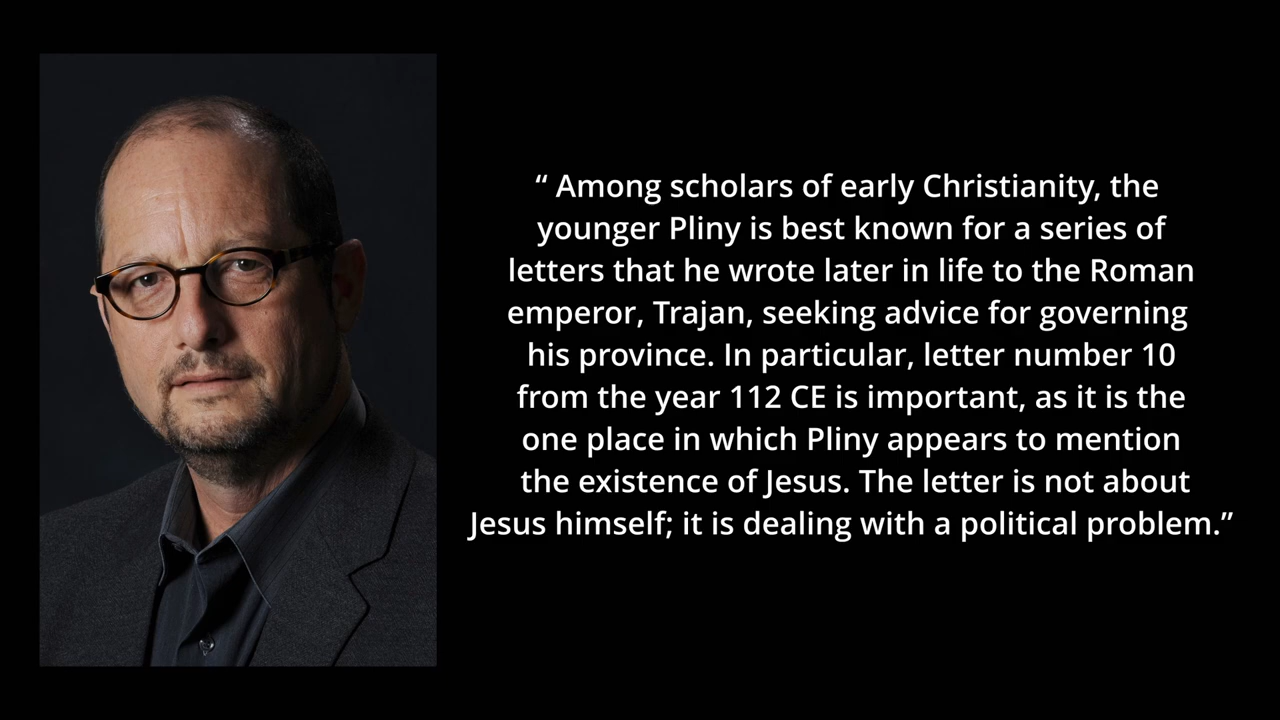 “ Among scholars of early Christianity, the
younger Pliny is best known for a series of
letters that he wrote later in life to the Roman
emperor, Trajan, seeking advice for governing
his province. In particular, letter number 10
from the year 112 CE is important, as it is the
one place in which Pliny appears to mention
the existence of Jesus. The letter is not about
Jesus himself; it is dealing with a political problem.”